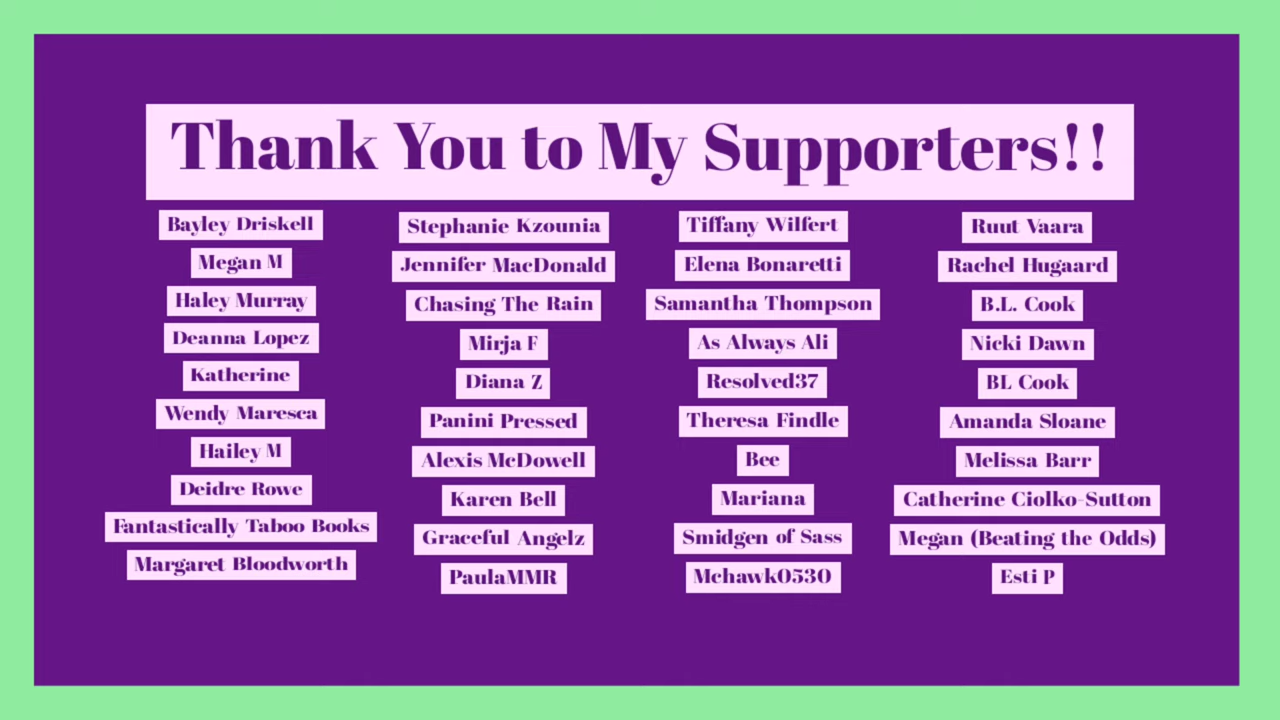 Thank You to My Supporters!!
Bayley Driskell
Megan M
Haley Murray
Deanna Lopez
Katherine
Wendy Maresca
Hailey M
Deidre Rowe
Fantastically Taboo Books
Margaret Bloodworth
Stephanie Kzounia
Jennifer MacDonald
Chasing The Rain
Mirja F
Diana Z
Panini Pressed
Alexis McDowell
Karen Bell
Graceful Angelz
PaulaMMR
Tiffany Wilfert
Elena Bonaretti
Samantha Thompson
As Always Ali
Resolved37
Theresa Findle
Bee
Mariana
Smidgen of Sass
Mchawk0530
Ruut Vaara
Rachel Hugaard
B.L. Cook
Nicki Dawn
BL Cook
Amanda Sloane
Melissa Barr
Catherine Ciolko-Sutton
Megan (Beating the Odds)
Esti P